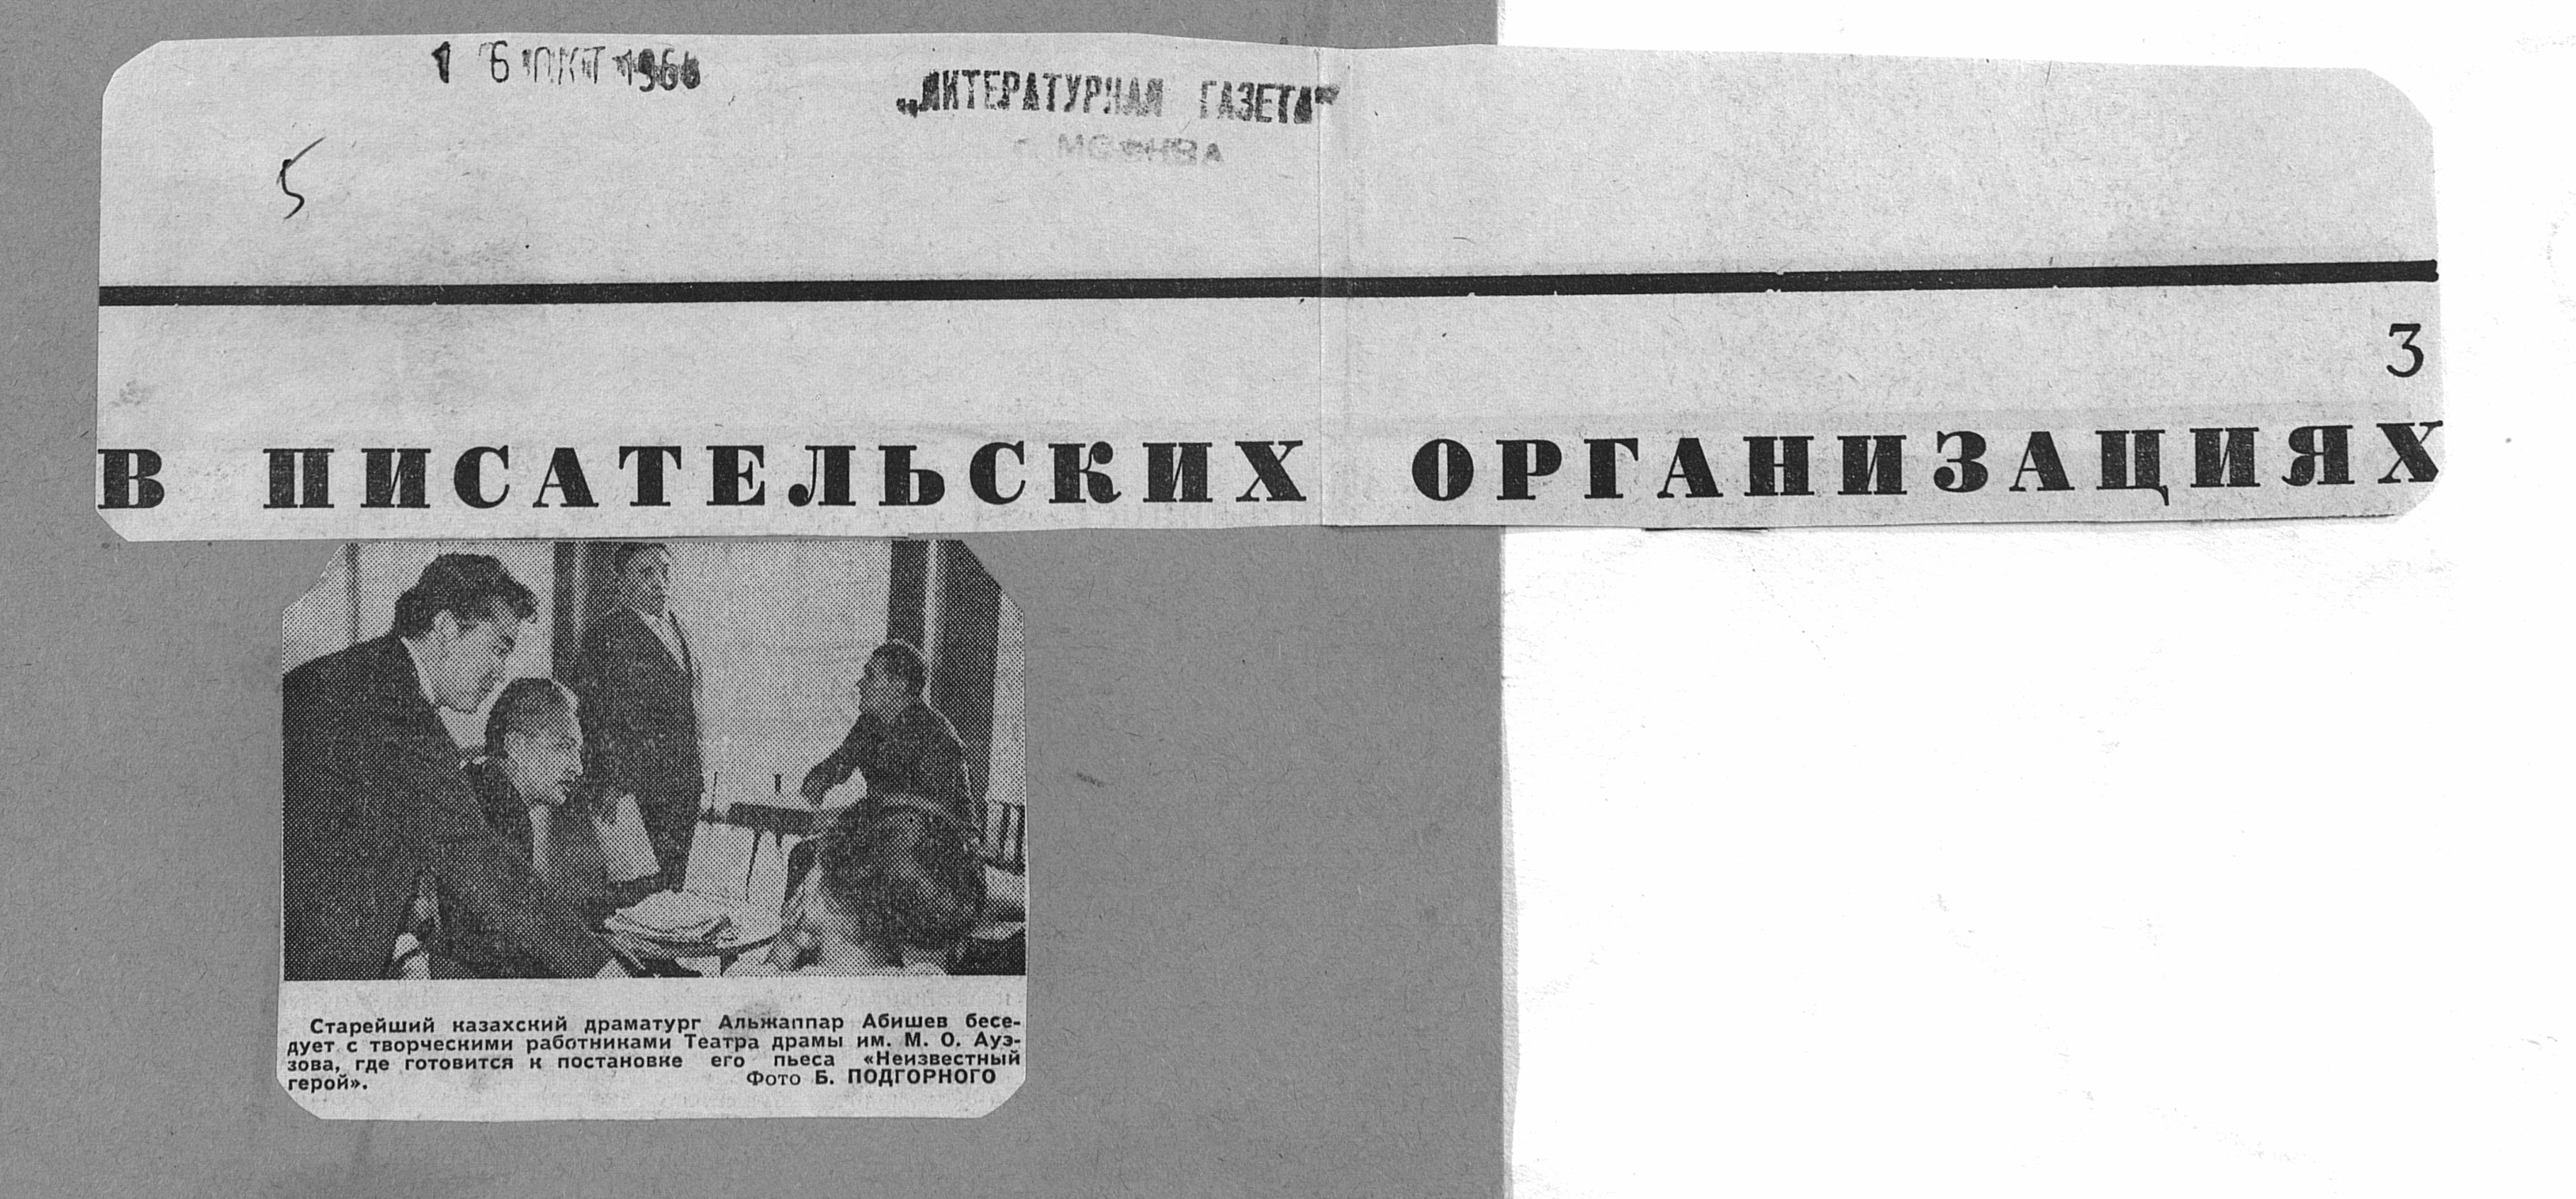 1 6 ОКТ 1966
„ЛИТЕРАТУРНАЯ ГАЗЕТА"
г. МОСКВА
5
3
В ПИСАТЕЛЬСКИХ ОРГАНИЗАЦИЯХ
Старейший казахский драматург Альжаппар Абишев бесе-
дует с творческими работниками Театра драмы им. М. О. Ауэ-
зова, где готовится к постановке его пьеса «Неизвестный
герой». Фото Б. ПОДГОРНОГО